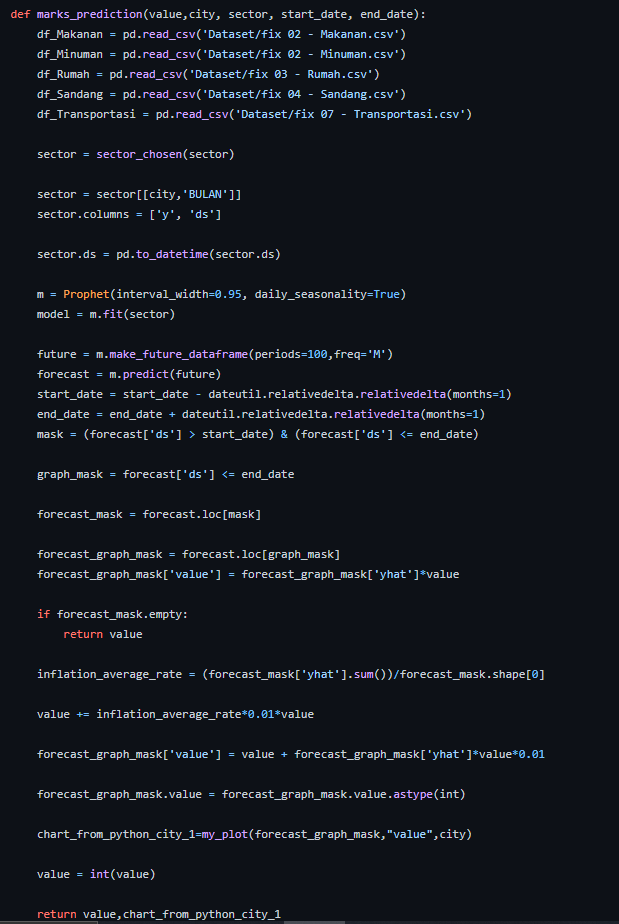 def marks_prediction(value,city, sector, start_date, end_date):
    df_Makanan = pd.read_csv('Dataset/fix 02 - Makanan.csv')
    df_Minuman = pd.read_csv('Dataset/fix 02 - Minuman.csv')
    df_Rumah = pd.read_csv('Dataset/fix 03 - Rumah.csv')
    df_Sandang = pd.read_csv('Dataset/fix 04 - Sandang.csv')
    df_Transportasi = pd.read_csv('Dataset/fix 07 - Transportasi.csv')
    sector = sector_chosen(sector)
    sector = sector[[city,'BULAN']]
    sector.columns = ['y', 'ds']
    sector.ds = pd.to_datetime(sector.ds)
    m = Prophet(interval_width=0.95, daily_seasonality=True)
    model = m.fit(sector)
    future = m.make_future_dataframe(periods=100,freq='M')
    forecast = m.predict(future)
    start_date = start_date - dateutil.relativedelta.relativedelta(months=1)
    end_date = end_date + dateutil.relativedelta.relativedelta(months=1)
    mask = (forecast['ds'] > start_date) & (forecast['ds'] <= end_date)
    graph_mask = forecast['ds'] <= end_date
    forecast_mask = forecast.loc[mask]
    forecast_graph_mask = forecast.loc[graph_mask]
    forecast_graph_mask['value'] = forecast_graph_mask['yhat']*value
    if forecast_mask.empty:
        return value
    inflation_average_rate = (forecast_mask['yhat'].sum())/forecast_mask.shape[0]
    value += inflation_average_rate*0.01*value
    forecast_graph_mask['value'] = value + forecast_graph_mask['yhat']*value*0.01
    forecast_graph_mask.value = forecast_graph_mask.value.astype(int)
    chart_from_python_city_1=my_plot(forecast_graph_mask,"value",city)
    value = int(value)
    return value,chart_from_python_city_1